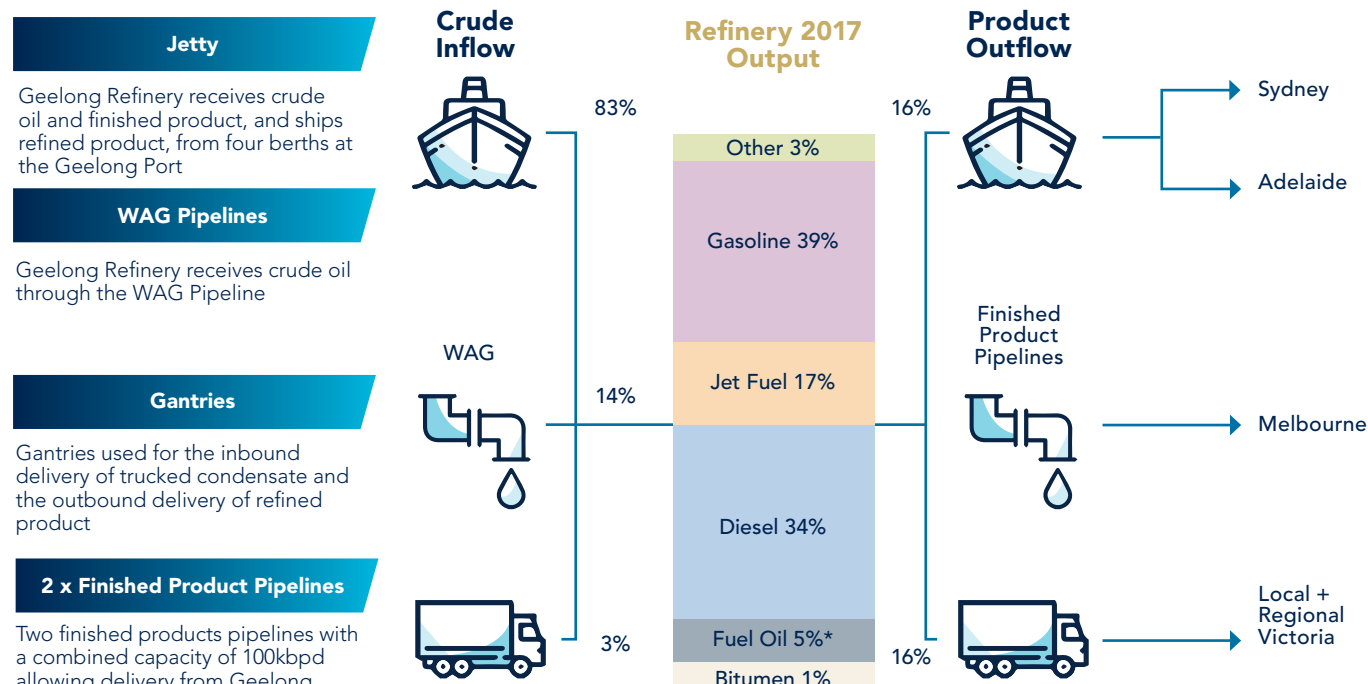 Jetty
Geelong Refinery receives crude
oil and finished product, and ships
refined product, from four berths at
the Geelong Port
WAG Pipelines
Geelong Refinery receives crude oil
through the WAG Pipeline
Gantries
Gantries used for the inbound
delivery of trucked condensate and
the outbound delivery of refined
product
2 x Finished Product Pipelines
Two finished products pipelines with
a combined capacity of 100kbpd
allowing delivery from Geelong
Crude
Inflow
83%
WAG
14%
3%
Refinery 2017
Output
Other 3%
Gasoline 39%
Jet Fuel 17%
Diesel 34%
Fuel Oil 5%*
Bitumen 1%
Product
Outflow
16%
Finished
Product
Pipelines
16%
Sydney
Adelaide
Melbourne
Local +
Regional
Victoria